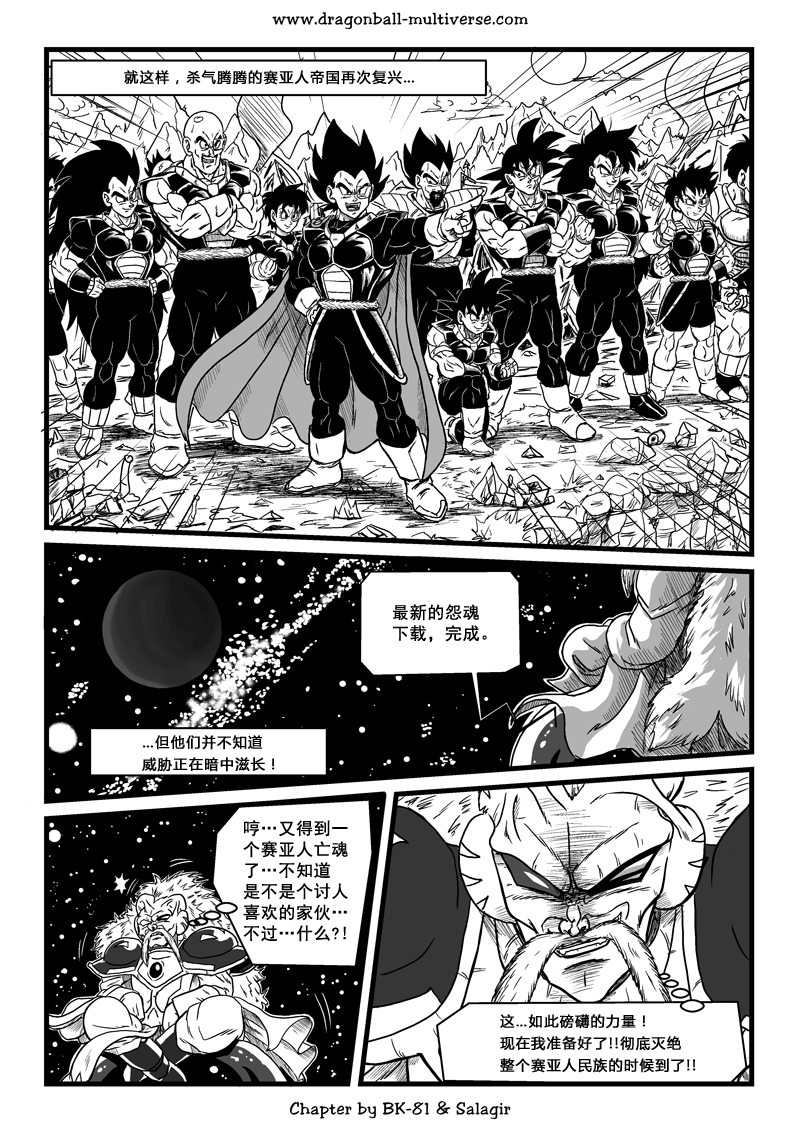 www.dragonball-multiverse.com
就这样，杀气腾腾的赛亚人帝国再次复兴...
最新的怨魂
下载，完成。
...但他们并不知道
威胁正在暗中滋长！
哼…又得到一
个赛亚人亡魂
了…不知道
是不是个讨人
喜欢的家伙…
不过…什么?!
这...如此磅礴的力量！
现在我准备好了!!彻底灭绝
整个赛亚人民族的时候到了!!
Chapter by BK-81 & Salagir